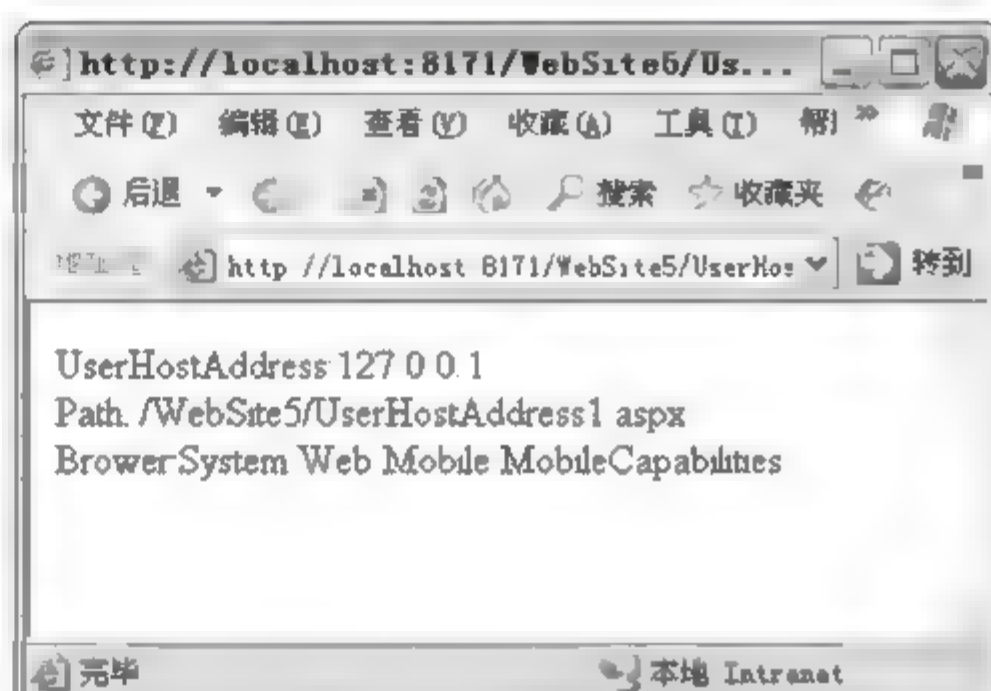 http://localhost:8171/WebSite5/Us...
文件(F) 编辑(E) 查看(V) 收藏(A) 工具(T) 帮 »
后退 搜索 收藏夹
http //localhost 8171/WebSite5/UserHos 转到
UserHostAddress 127 0 0.1
Path. /WebSite5/UserHostAddress1 aspx
BrowerSystem Web Mobile MobileCapabilities
完毕 本地 Intranet